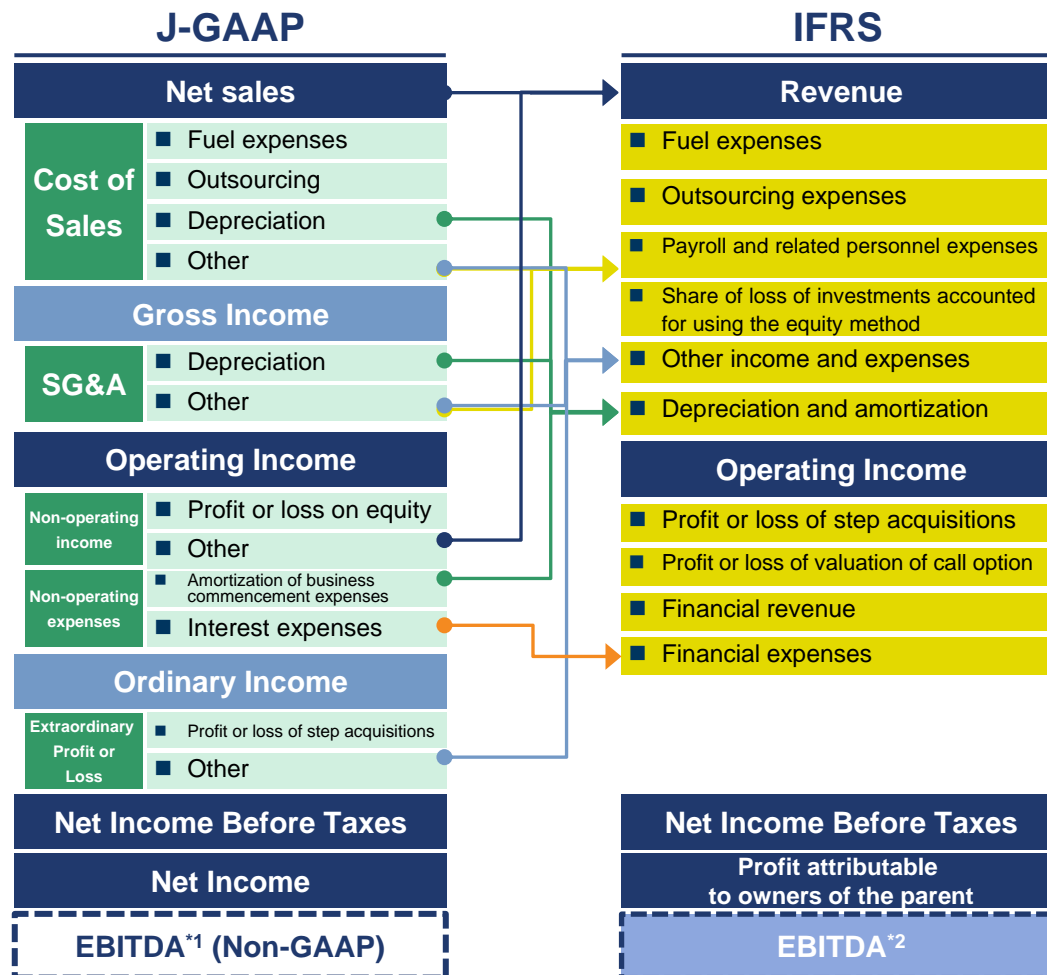 J-GAAP
Net sales
Cost of
Sales
■ Fuel expenses
■ Outsourcing
■ Depreciation
■ Other
Gross Income
SG&A
■ Depreciation
■ Other
Operating Income
Non-operating
income
■ Profit or loss on equity
■ Other
Non-operating
expenses
■ Amortization of business
commencement expenses
■ Interest expenses
Ordinary Income
Extraordinary
Profit or
Loss
■ Profit or loss of step acquisitions
■ Other
Net Income Before Taxes
Net Income
EBITDA*1 (Non-GAAP)
IFRS
Revenue
■ Fuel expenses
■ Outsourcing expenses
■ Payroll and related personnel expenses
■ Share of loss of investments accounted
for using the equity method
■ Other income and expenses
■ Depreciation and amortization
Operating Income
■ Profit or loss of step acquisitions
■ Profit or loss of valuation of call option
■ Financial revenue
■ Financial expenses
Net Income Before Taxes
Profit attributable
to owners of the parent
EBITDA*2